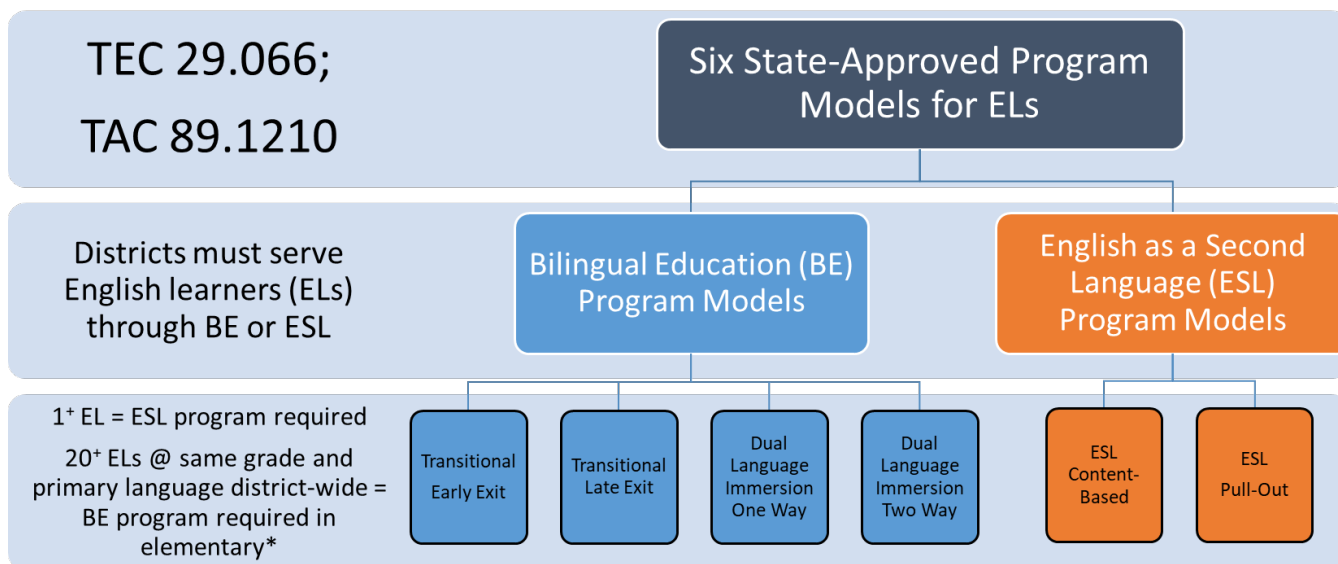 TEC 29.066;
TAC 89.1210
Six State-Approved Program
Models for ELs
Districts must serve
English learners (ELs)
through BE or ESL
Bilingual Education (BE)
Program Models
English as a Second
Language (ESL)
Program Models
1⁺ EL = ESL program required
20⁺ ELs @ same grade and
primary language district-wide =
BE program required in
elementary*
Transitional
Early Exit
Transitional
Late Exit
Dual
Language
Immersion
One Way
Dual
Language
Immersion
Two Way
ESL
Content-
Based
ESL
Pull-Out